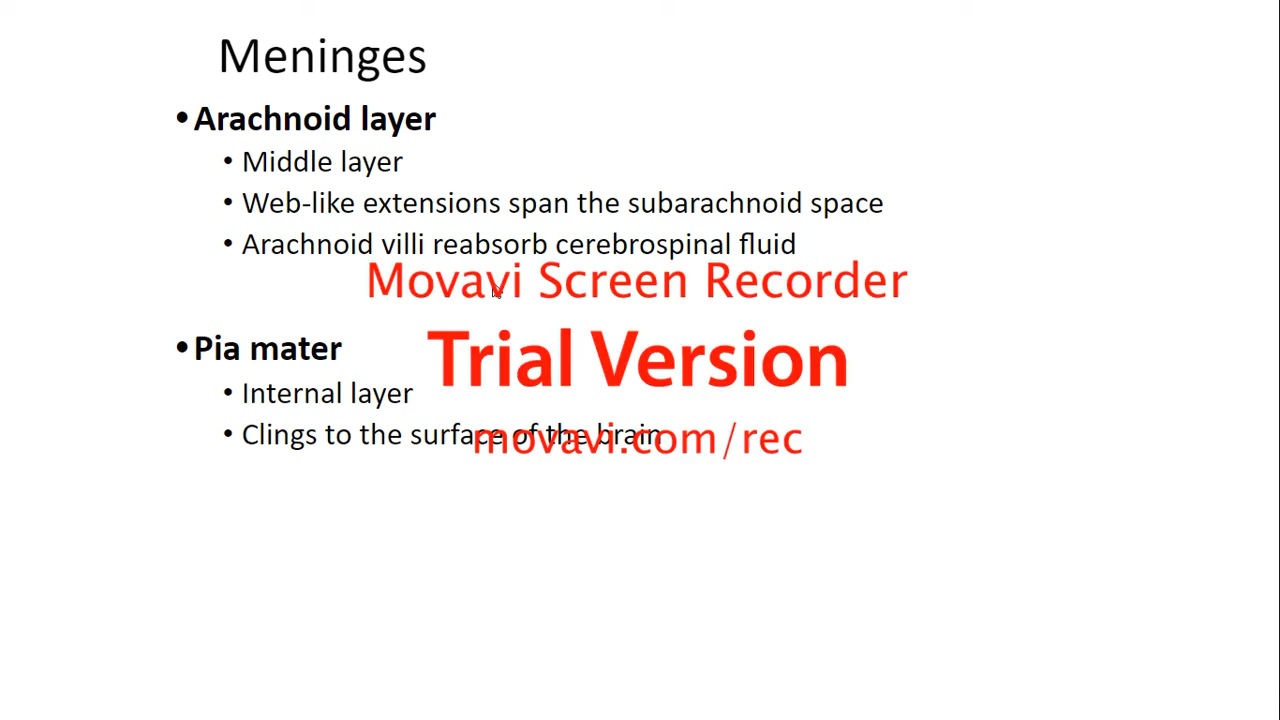 Meninges
• Arachnoid layer
• Middle layer
• Web-like extensions span the subarachnoid space
• Arachnoid villi reabsorb cerebrospinal fluid
Movavi Screen Recorder
• Pia mater
Trial Version
• Internal layer
• Clings to the surface of the brain
movavi.com/rec